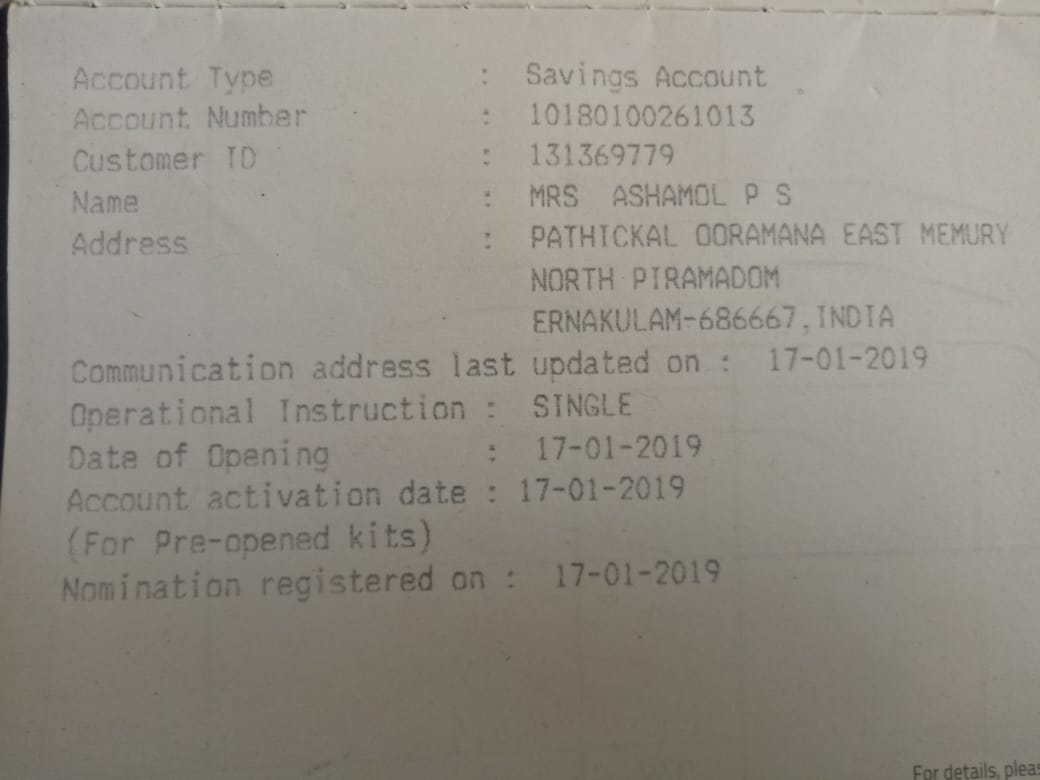 Account Type : Savings Account
Account Number : 10180100261013
Customer ID : 131369779
Name : MRS ASHAMOL P S
Address : PATHICKAL OORAMANA EAST MEMURY
NORTH PIRAMADOM
ERNAKULAM-686667,INDIA
Communication address last updated on : 17-01-2019
Operational Instruction : SINGLE
Date of Opening : 17-01-2019
Account activation date : 17-01-2019
(For Pre-opened kits)
Nomination registered on : 17-01-2019
For details,